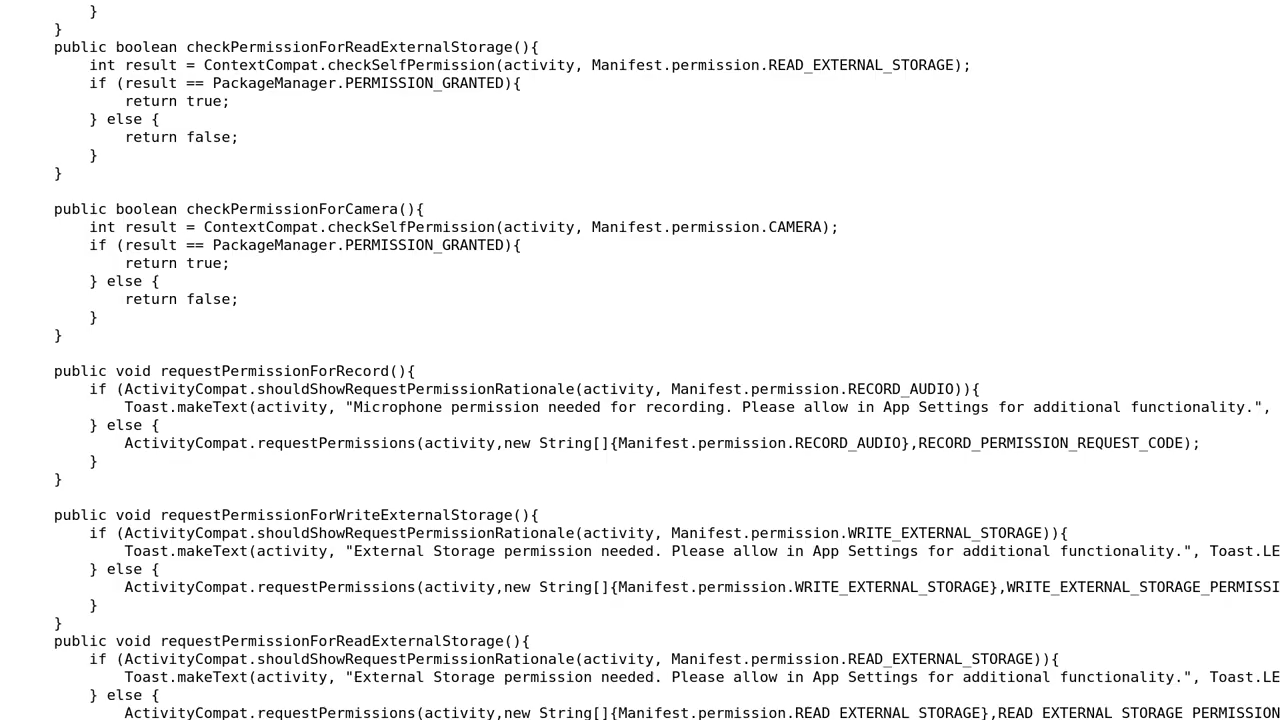 }
    }
    public boolean checkPermissionForReadExternalStorage(){
        int result = ContextCompat.checkSelfPermission(activity, Manifest.permission.READ_EXTERNAL_STORAGE);
        if (result == PackageManager.PERMISSION_GRANTED){
            return true;
        } else {
            return false;
        }
    }

    public boolean checkPermissionForCamera(){
        int result = ContextCompat.checkSelfPermission(activity, Manifest.permission.CAMERA);
        if (result == PackageManager.PERMISSION_GRANTED){
            return true;
        } else {
            return false;
        }
    }

    public void requestPermissionForRecord(){
        if (ActivityCompat.shouldShowRequestPermissionRationale(activity, Manifest.permission.RECORD_AUDIO)){
            Toast.makeText(activity, "Microphone permission needed for recording. Please allow in App Settings for additional functionality.",
        } else {
            ActivityCompat.requestPermissions(activity,new String[]{Manifest.permission.RECORD_AUDIO},RECORD_PERMISSION_REQUEST_CODE);
        }
    }

    public void requestPermissionForWriteExternalStorage(){
        if (ActivityCompat.shouldShowRequestPermissionRationale(activity, Manifest.permission.WRITE_EXTERNAL_STORAGE)){
            Toast.makeText(activity, "External Storage permission needed. Please allow in App Settings for additional functionality.", Toast.LE
        } else {
            ActivityCompat.requestPermissions(activity,new String[]{Manifest.permission.WRITE_EXTERNAL_STORAGE},WRITE_EXTERNAL_STORAGE_PERMISSI
        }
    }
    public void requestPermissionForReadExternalStorage(){
        if (ActivityCompat.shouldShowRequestPermissionRationale(activity, Manifest.permission.READ_EXTERNAL_STORAGE)){
            Toast.makeText(activity, "External Storage permission needed. Please allow in App Settings for additional functionality.", Toast.LE
        } else {
            ActivityCompat.requestPermissions(activity,new String[]{Manifest.permission.READ_EXTERNAL_STORAGE},READ_EXTERNAL_STORAGE_PERMISSION